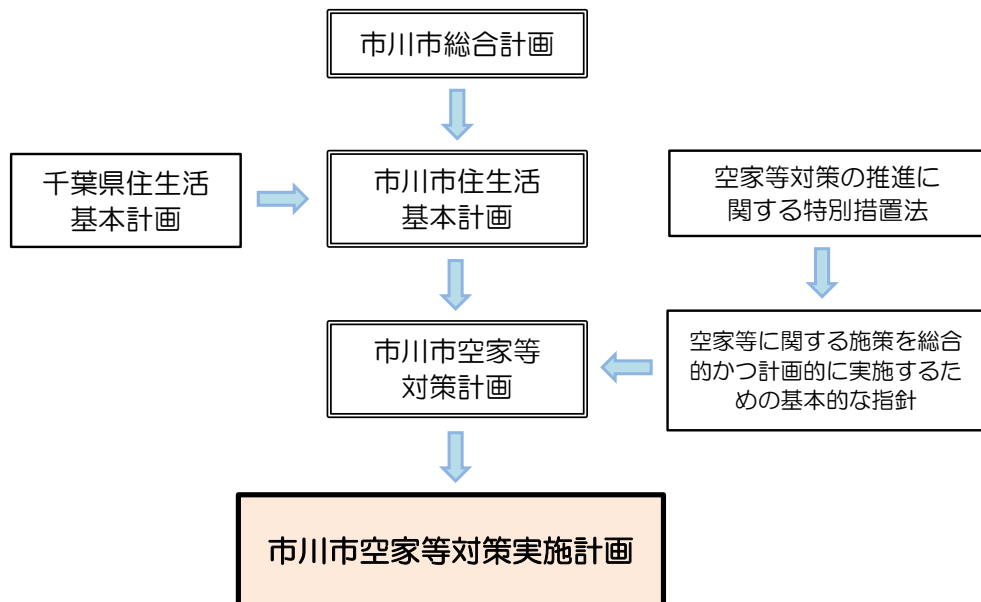 市川市総合計画
千葉県住生活
基本計画
市川市住生活
基本計画
空家等対策の推進に
関する特別措置法
市川市空家等
対策計画
空家等に関する施策を総合
的かつ計画的に実施するた
めの基本的な指針
市川市空家等対策実施計画